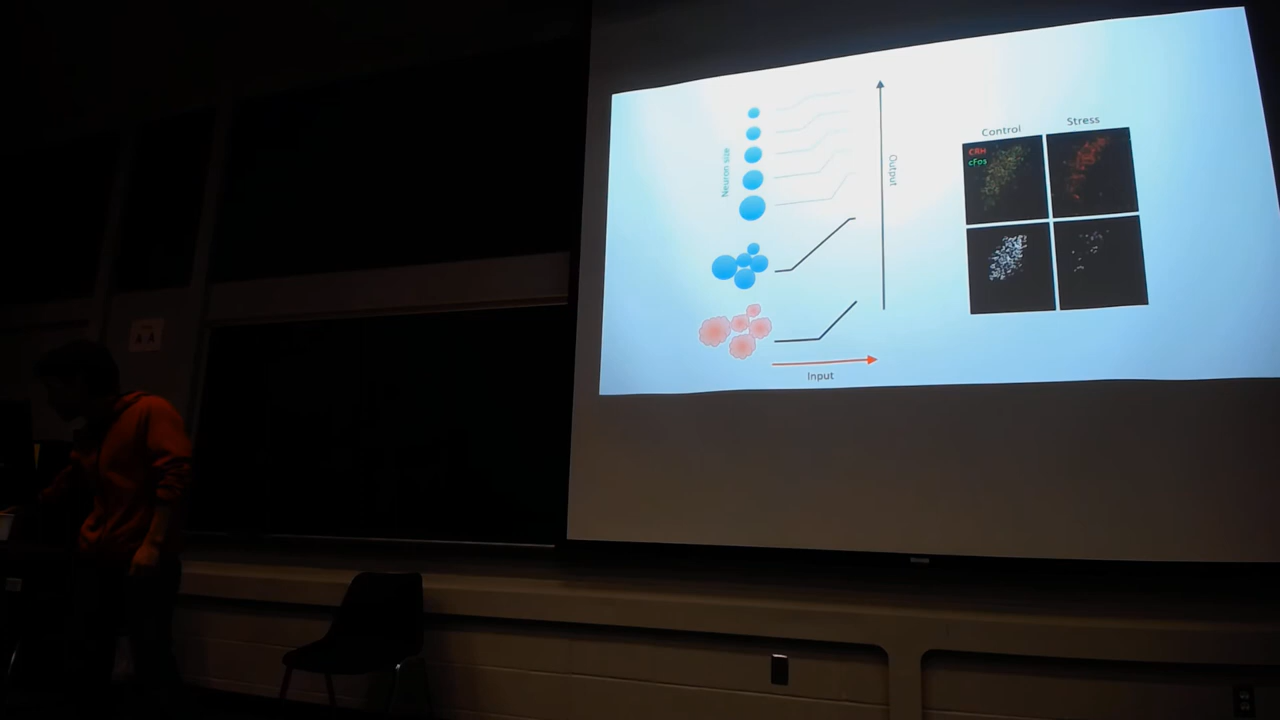 Neuron size
Output
Input
Control
Stress
CRH
cFos